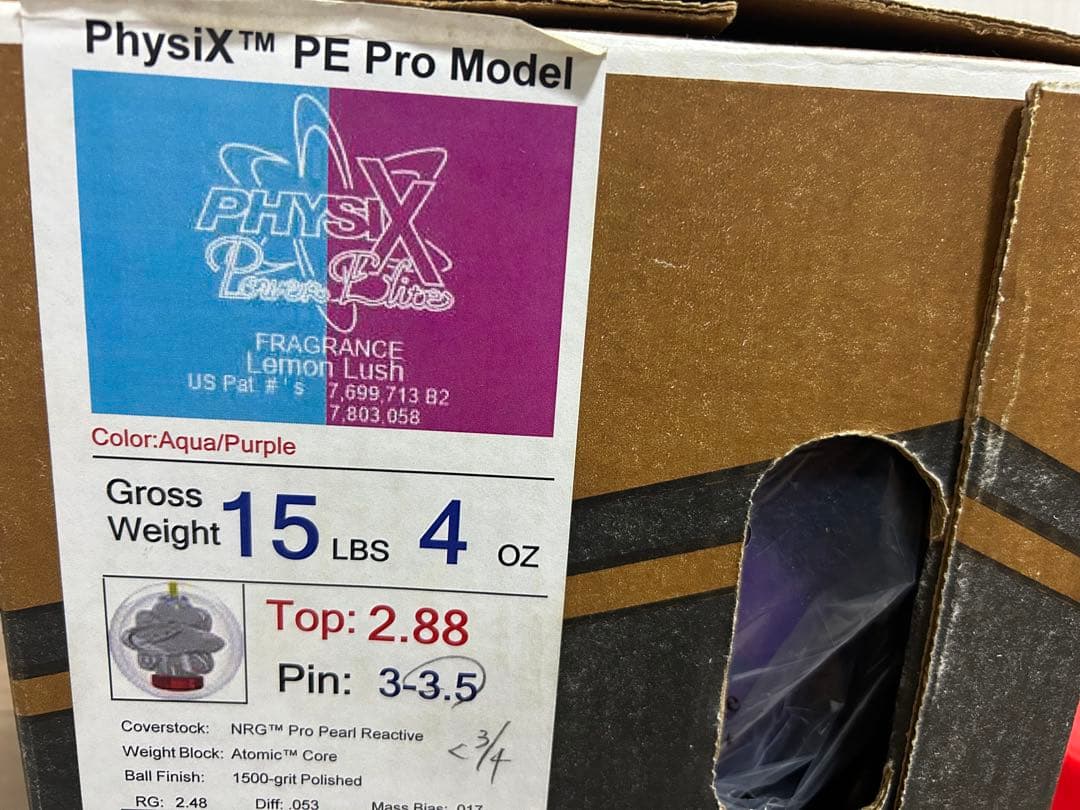 PhysiX™ PE Pro Model
PHYSIX
Power Elite
FRAGRANCE
Lemon Lush
US Pat #'s 7,699,713 B2
7,803,058
Color:Aqua/Purple
Gross Weight 15 LBS 4 OZ
Top: 2.88
Pin: 3-3.5
Coverstock: NRG™ Pro Pearl Reactive
< 3/4
Weight Block: Atomic™ Core
Ball Finish: 1500-grit Polished
RG: 2.48 Diff: .053 Mass Bias: .017